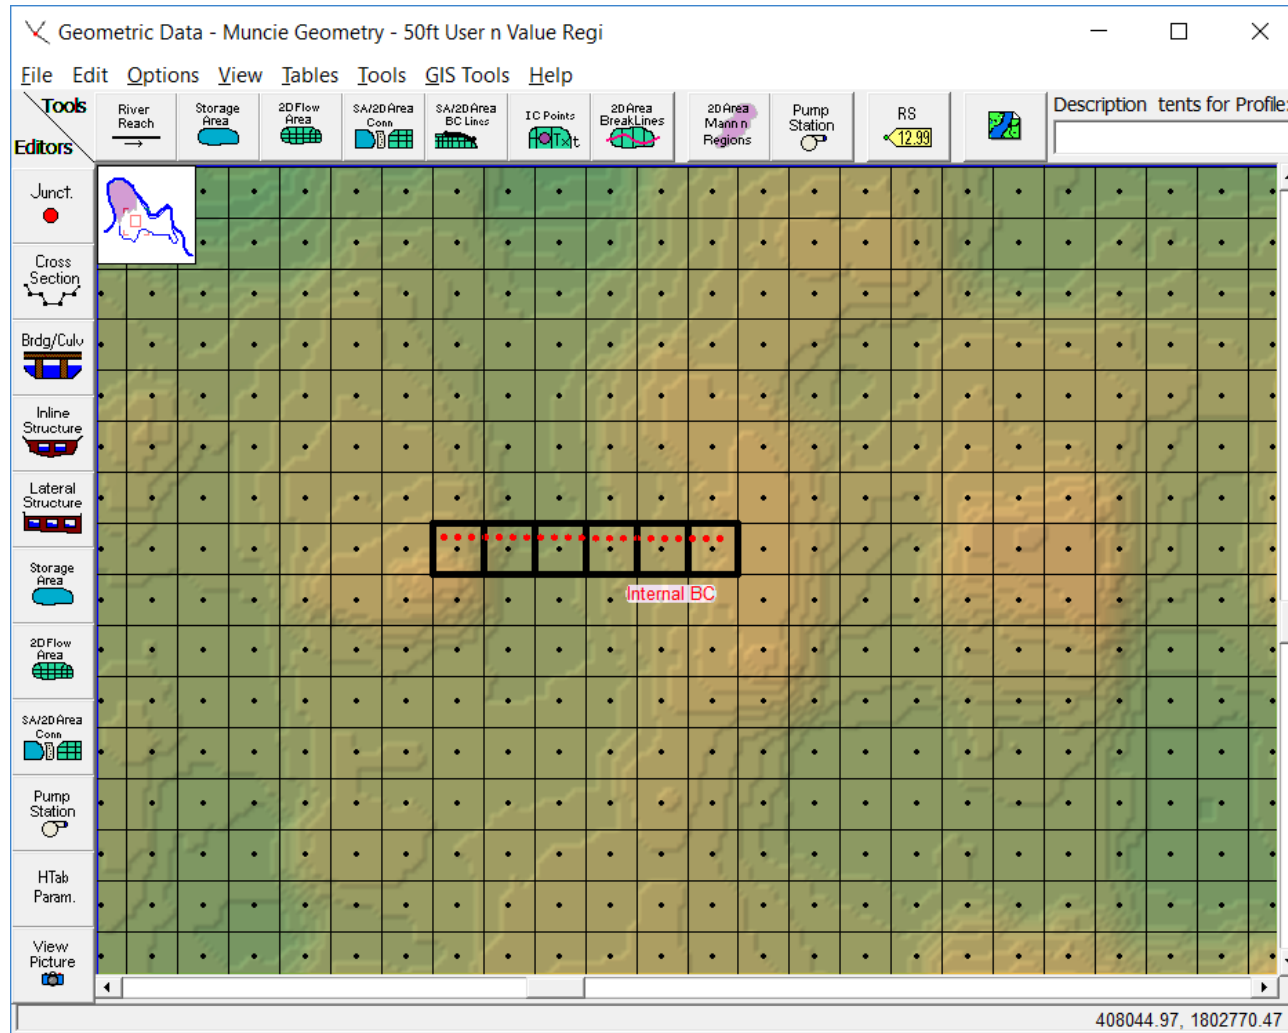 Geometric Data - Muncie Geometry - 50ft User n Value Regi
File Edit Options View Tables Tools GIS Tools Help
Tools
Editors
River
Reach
Storage
Area
2D Flow
Area
SA/2D Area
Conn
SA/2D Area
BC Lines
IC Points
2D Area
BreakLines
2D Area
Mann n
Regions
Pump
Station
RS
12.99
Description tents for Profile:
Junct.
Cross
Section
Brdg/Culv
Inline
Structure
Lateral
Structure
Storage
Area
2D Flow
Area
SA/2D Area
Conn
Pump
Station
HTab
Param.
View
Picture
Internal BC
408044.97, 1802770.47